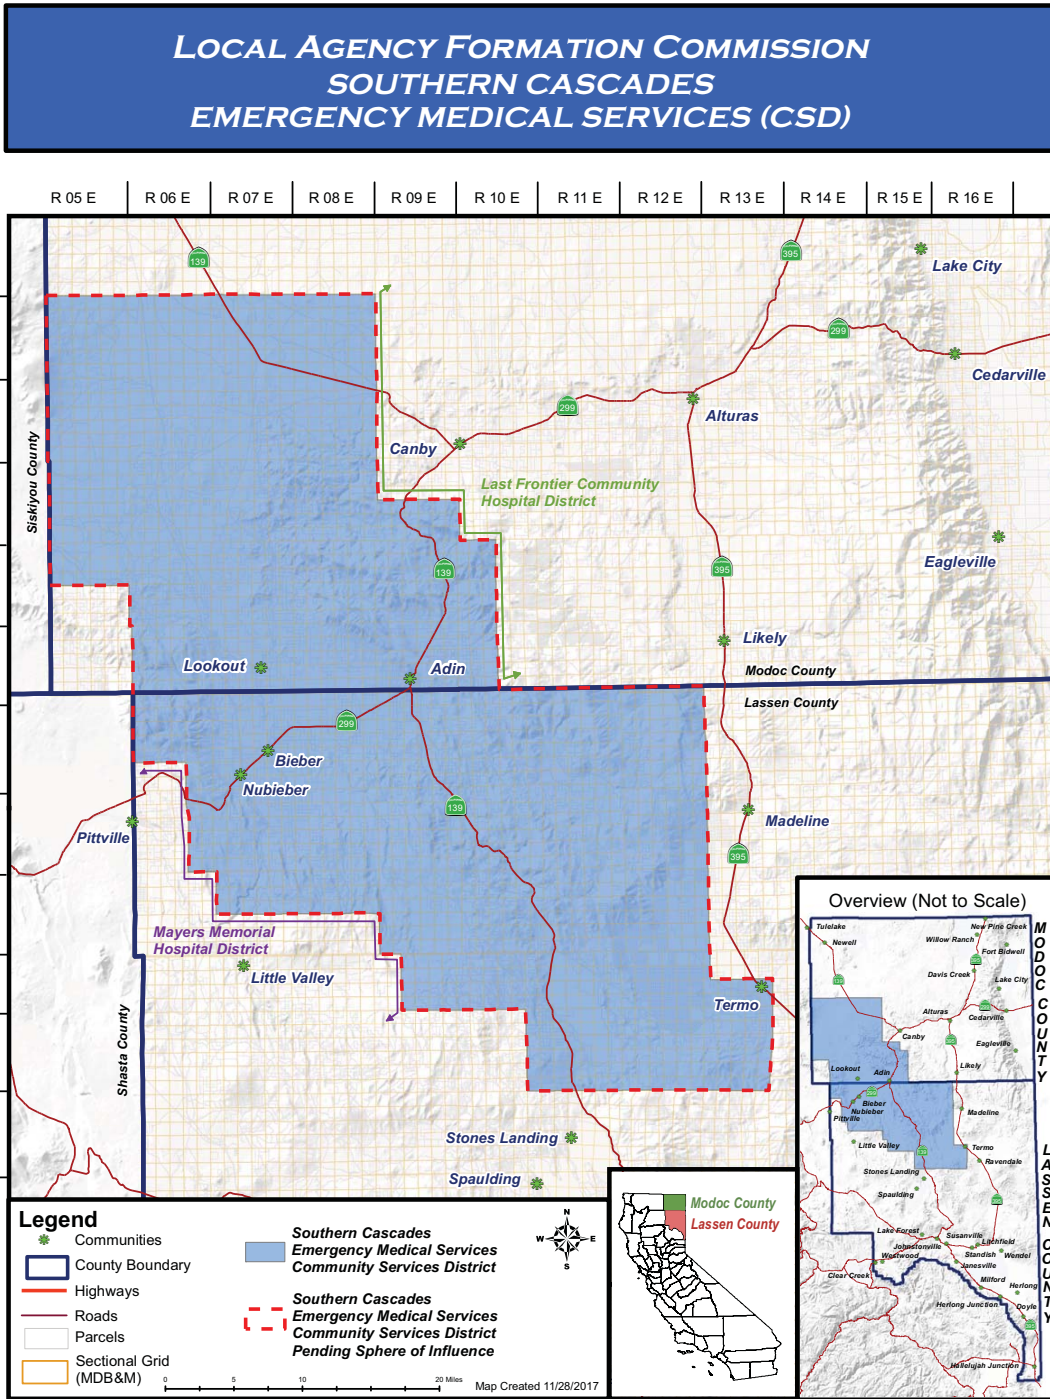 LOCAL AGENCY FORMATION COMMISSION
SOUTHERN CASCADES
EMERGENCY MEDICAL SERVICES (CSD)
R 05 E
R 06 E
R 07 E
R 08 E
R 09 E
R 10 E
R 11 E
R 12 E
R 13 E
R 14 E
R 15 E
R 16 E
139
395
Lake City
299
Cedarville
299
Alturas
Canby
Siskiyou County
Last Frontier Community
Hospital District
Eagleville
139
395
Likely
Lookout
Adin
Modoc County
Lassen County
299
Bieber
Nubieber
139
Pittville
Madeline
395
Mayers Memorial
Hospital District
Little Valley
Termo
Shasta County
Stones Landing
Spaulding
Overview (Not to Scale)
Tulelake
New Pine Creek
Newell
Willow Ranch
Fort Bidwell
Davis Creek
Lake City
Alturas
Cedarville
Canby
Eagleville
Lookout
Adin
Likely
Bieber
Nubieber
Pittville
Madeline
Little Valley
Termo
Ravendale
Stones Landing
Spaulding
Lake Forest
Susanville
Johnstonville
Litchfield
Westwood
Standish
Wendel
Janesville
Clear Creek
Milford
Herlong
Herlong Junction
Doyle
Hallelujah Junction
MODOC COUNTY
LASSEN COUNTY
Modoc County
Lassen County
Legend
Communities
County Boundary
Highways
Roads
Parcels
Sectional Grid
(MDB&M)
Southern Cascades
Emergency Medical Services
Community Services District
Southern Cascades
Emergency Medical Services
Community Services District
Pending Sphere of Influence
N
W
E
S
0
5
10
20 Miles
Map Created 11/28/2017